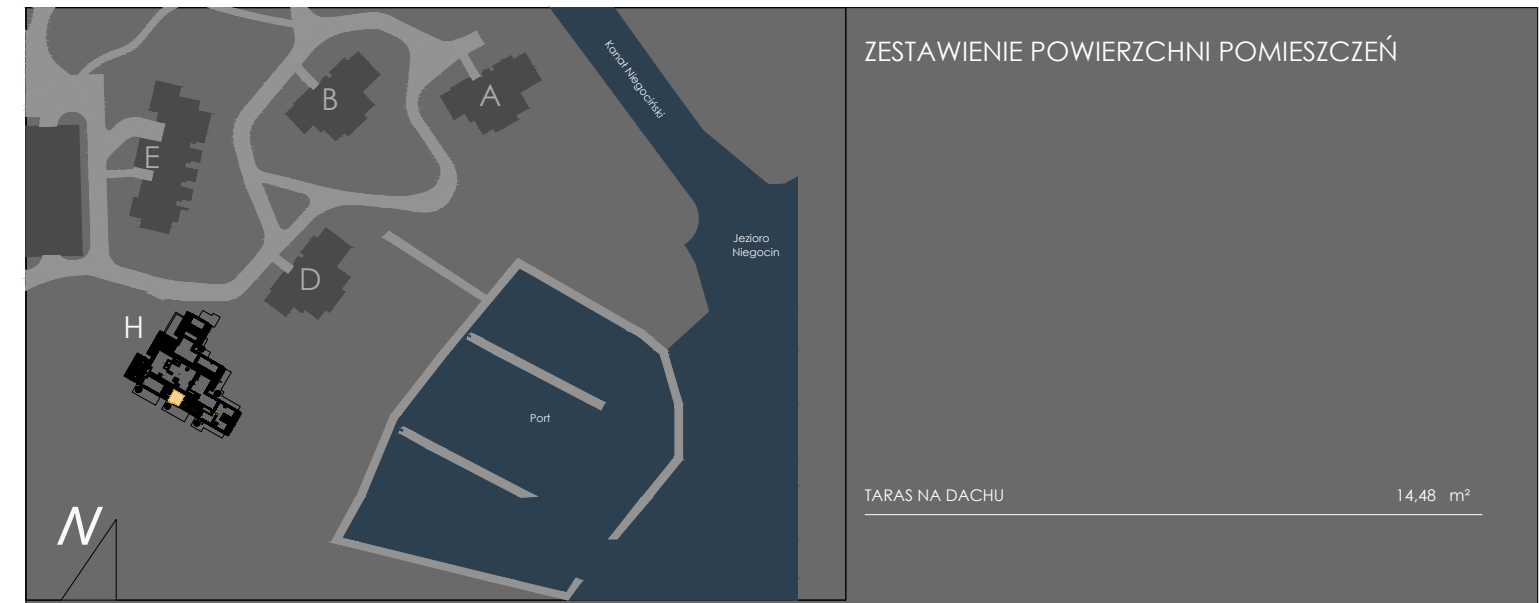 Kanał Niegociński
B
A
E
Jezioro
Niegocin
D
H
Port
N
ZESTAWIENIE POWIERZCHNI POMIESZCZEŃ
TARAS NA DACHU 14,48 m²